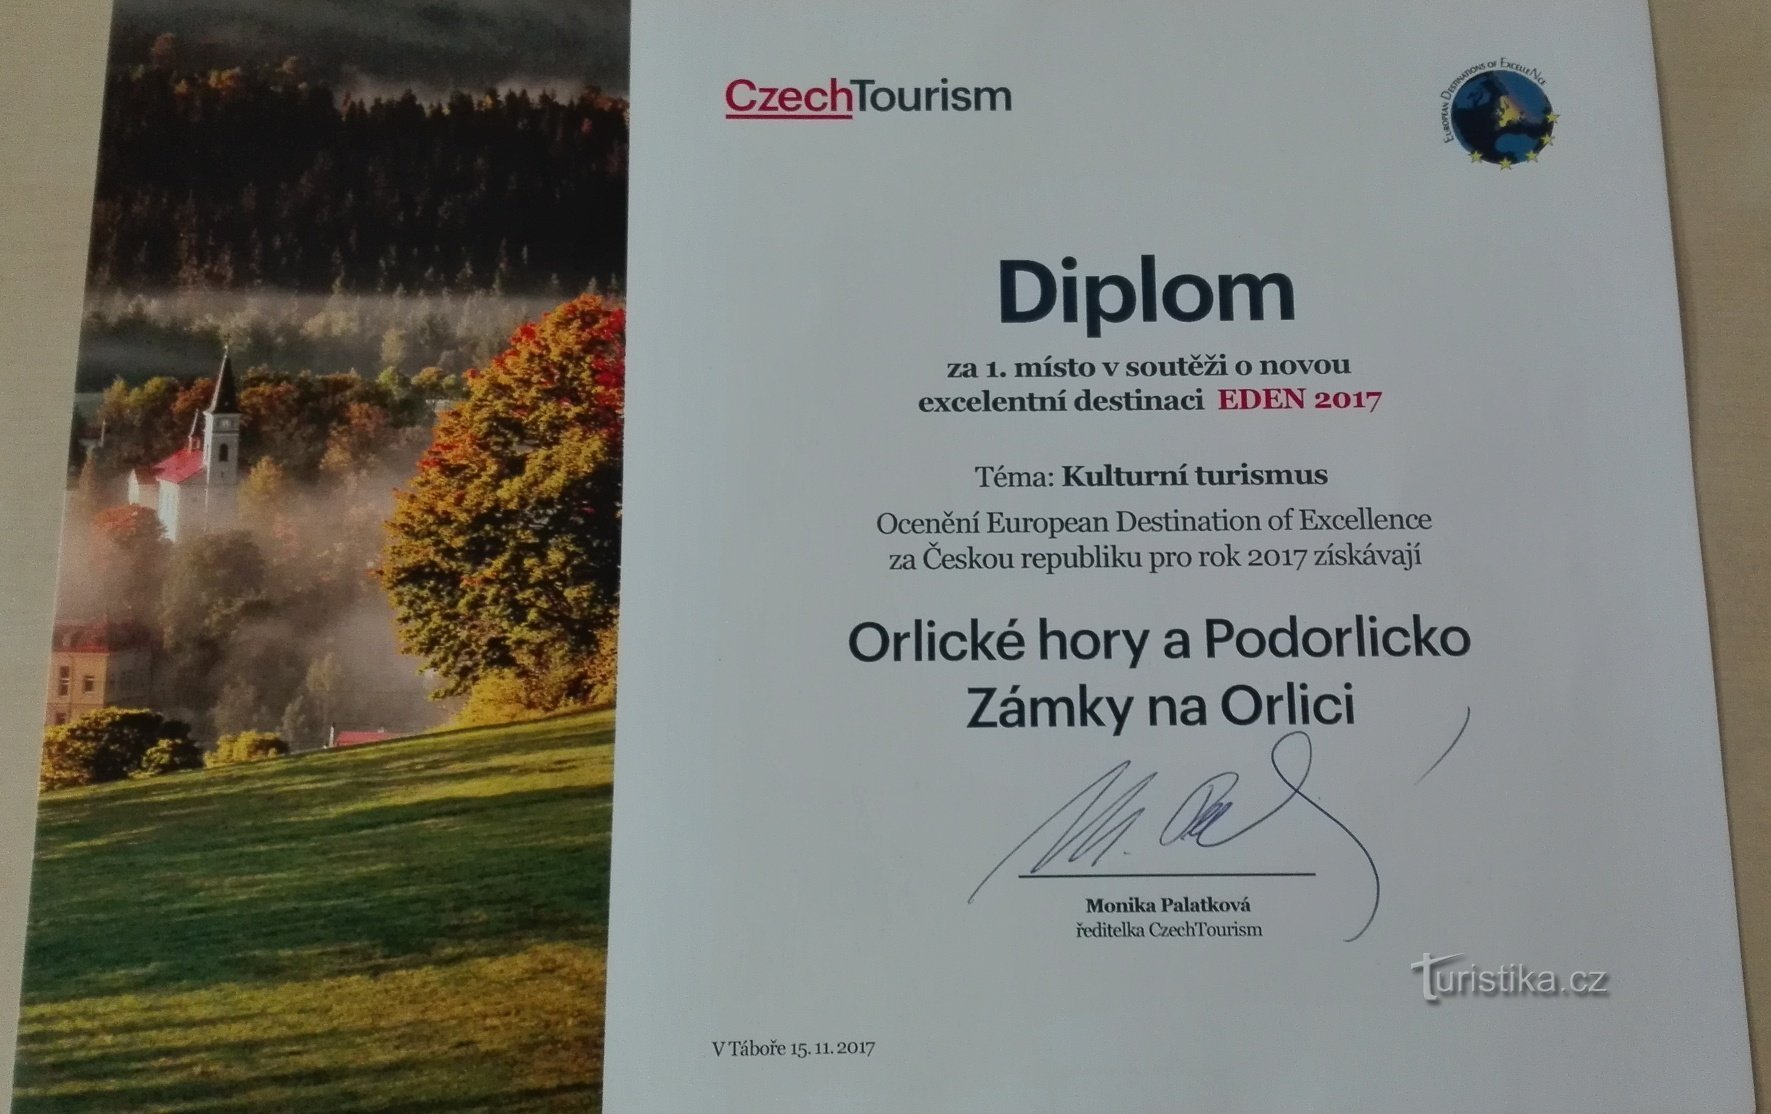 CzechTourism
European Destinations of Excellence
Diplom
za 1. místo v soutěži o novou
excelentní destinaci EDEN 2017
Téma: Kulturní turismus
Ocenění European Destination of Excellence
za Českou republiku pro rok 2017 získávají
Orlické hory a Podorlicko
Zámky na Orlici
Monika Palatková
ředitelka CzechTourism
Turistika.cz
V Táboře 15. 11. 2017